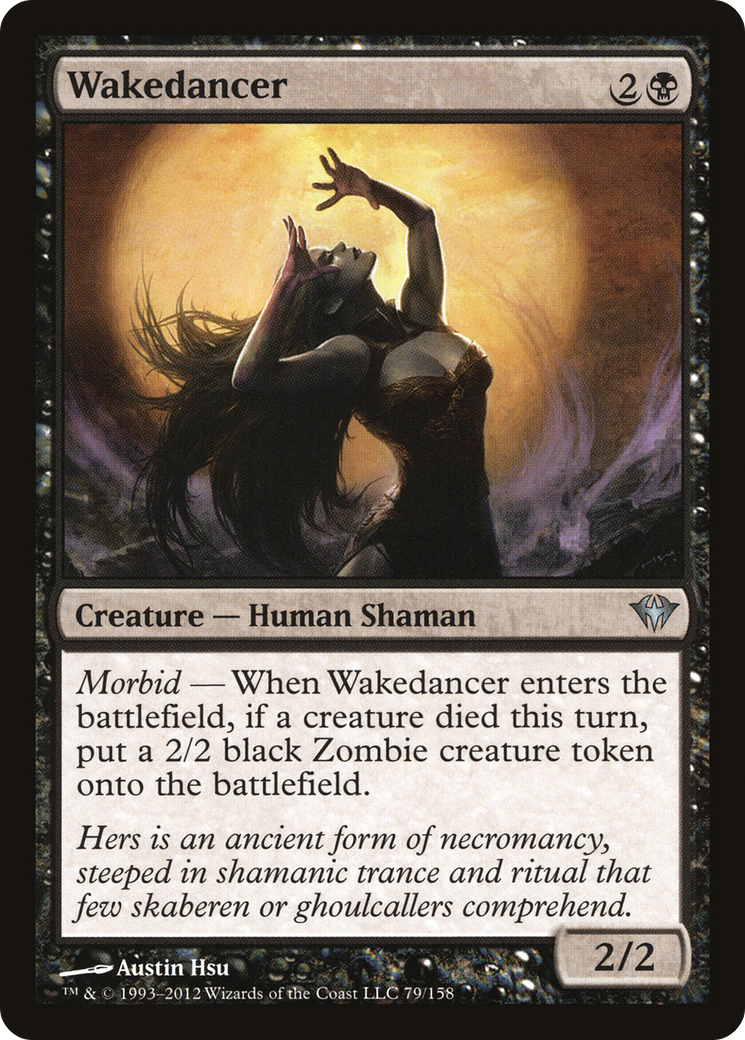 Wakedancer 2
Creature — Human Shaman
Morbid — When Wakedancer enters the
battlefield, if a creature died this turn,
put a 2/2 black Zombie creature token
onto the battlefield.
Hers is an ancient form of necromancy,
steeped in shamanic trance and ritual that
few skaberen or ghoulcallers comprehend.
2/2
Austin Hsu
™ & © 1993–2012 Wizards of the Coast LLC 79/158